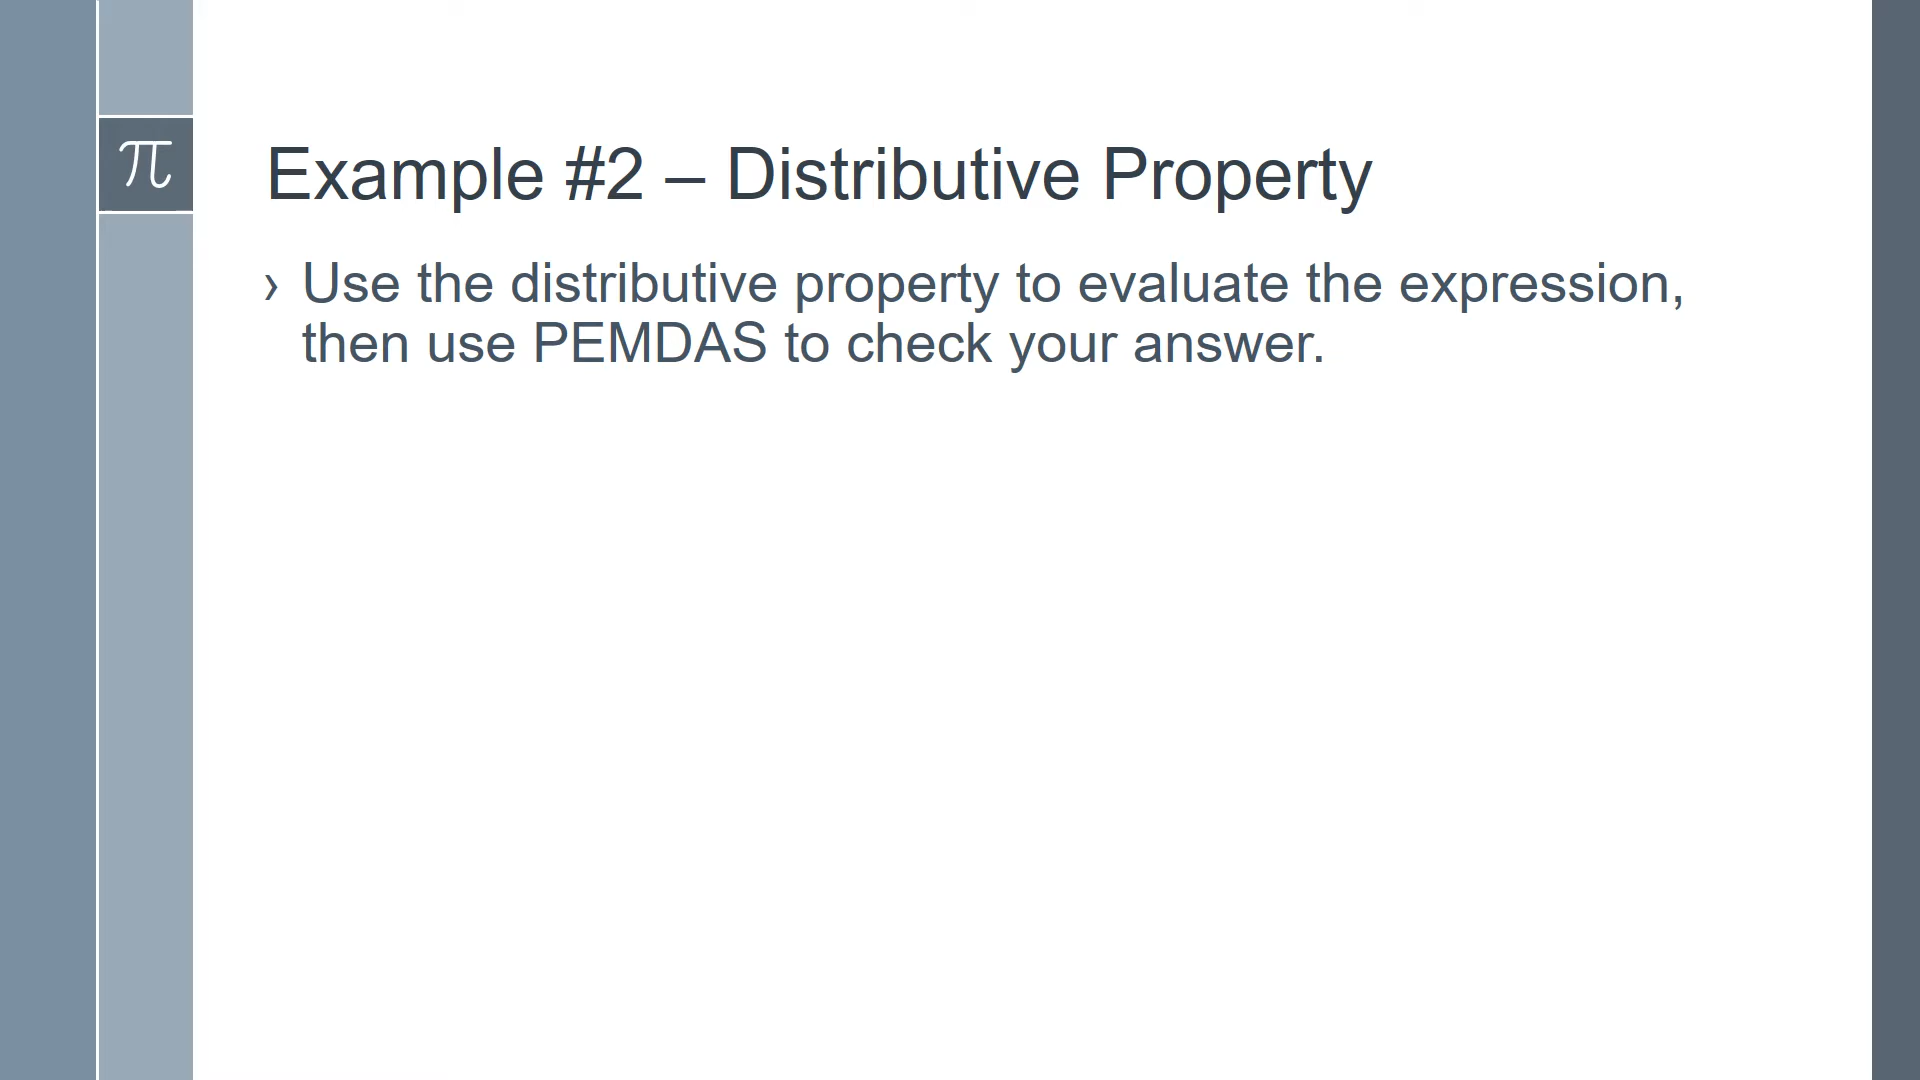 π
Example #2 – Distributive Property
› Use the distributive property to evaluate the expression,
then use PEMDAS to check your answer.